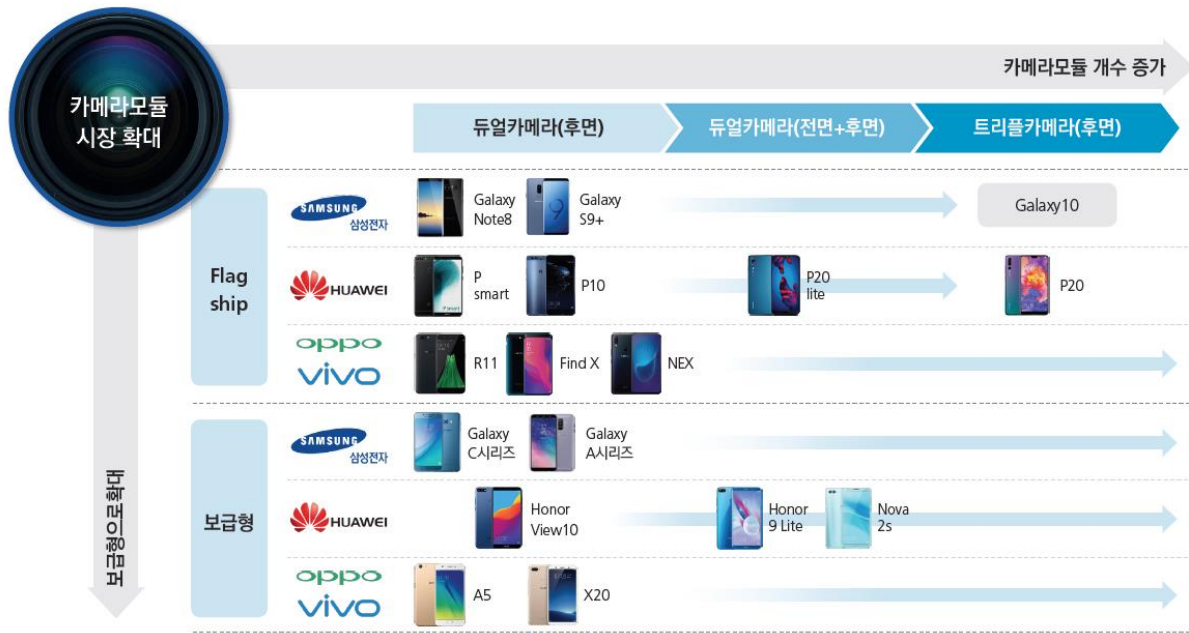 카메라모듈 개수 증가
카메라모듈
시장 확대
듀얼카메라(후면)
듀얼카메라(전면+후면)
트리플카메라(후면)
Flag
ship
SAMSUNG
삼성전자
Galaxy
Note8
Galaxy
S9+
Galaxy10
HUAWEI
P
smart
P10
P20
lite
P20
oppo
vivo
R11
Find X
NEX
보급형으로확대
보급형
SAMSUNG
삼성전자
Galaxy
C시리즈
Galaxy
A시리즈
HUAWEI
Honor
View10
Honor
9 Lite
Nova
2s
oppo
vivo
A5
X20